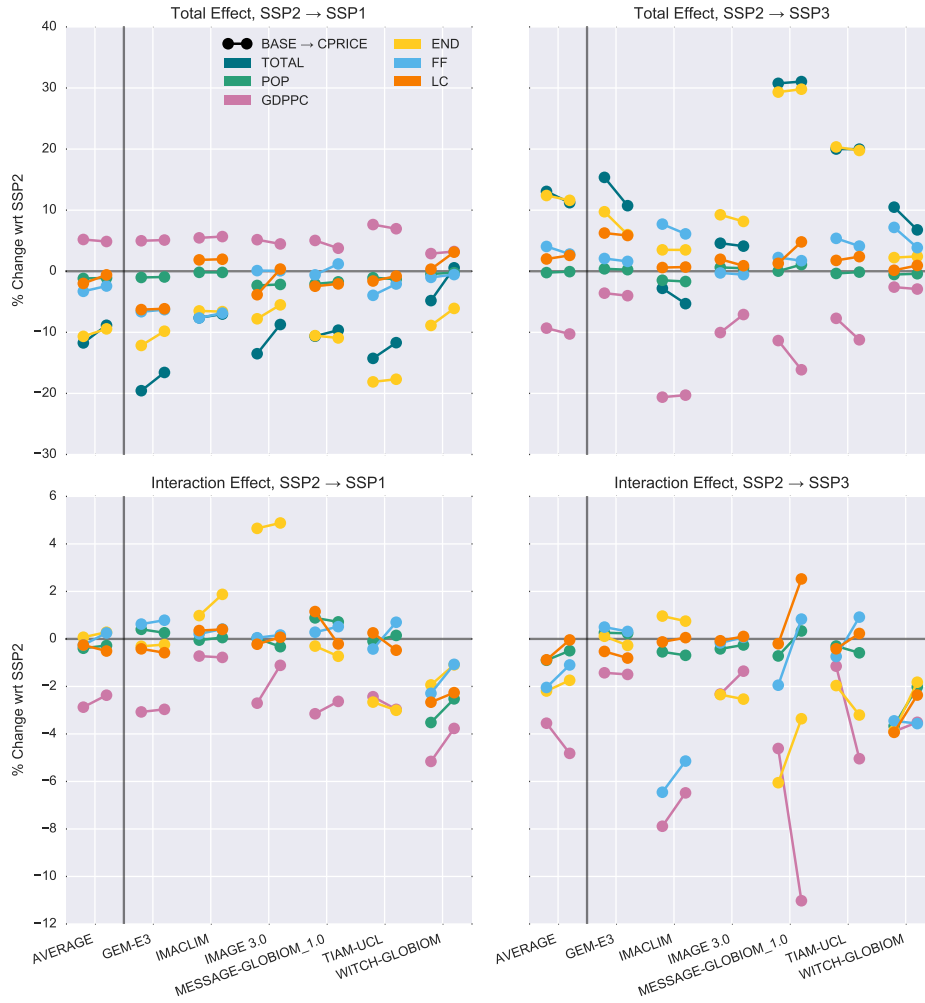 Total Effect, SSP2 → SSP1
Total Effect, SSP2 → SSP3
% Change wrt SSP2
40
30
20
10
0
−10
−20
−30
BASE → CPRICE
TOTAL
POP
GDPPC
END
FF
LC
Interaction Effect, SSP2 → SSP1
Interaction Effect, SSP2 → SSP3
% Change wrt SSP2
6
4
2
0
−2
−4
−6
−8
−10
−12
AVERAGE
GEM-E3
IMACLIM
IMAGE 3.0
MESSAGE-GLOBIOM_1.0
TIAM-UCL
WITCH-GLOBIOM
AVERAGE
GEM-E3
IMACLIM
IMAGE 3.0
MESSAGE-GLOBIOM_1.0
TIAM-UCL
WITCH-GLOBIOM